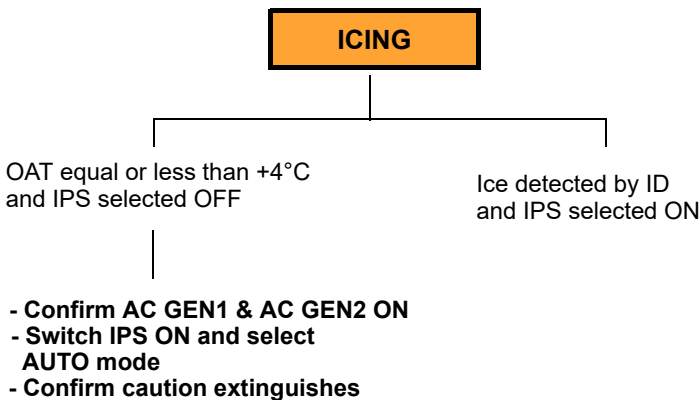 ICING
OAT equal or less than +4°C
and IPS selected OFF
Ice detected by ID
and IPS selected ON
- Confirm AC GEN1 & AC GEN2 ON
- Switch IPS ON and select
AUTO mode
- Confirm caution extinguishes